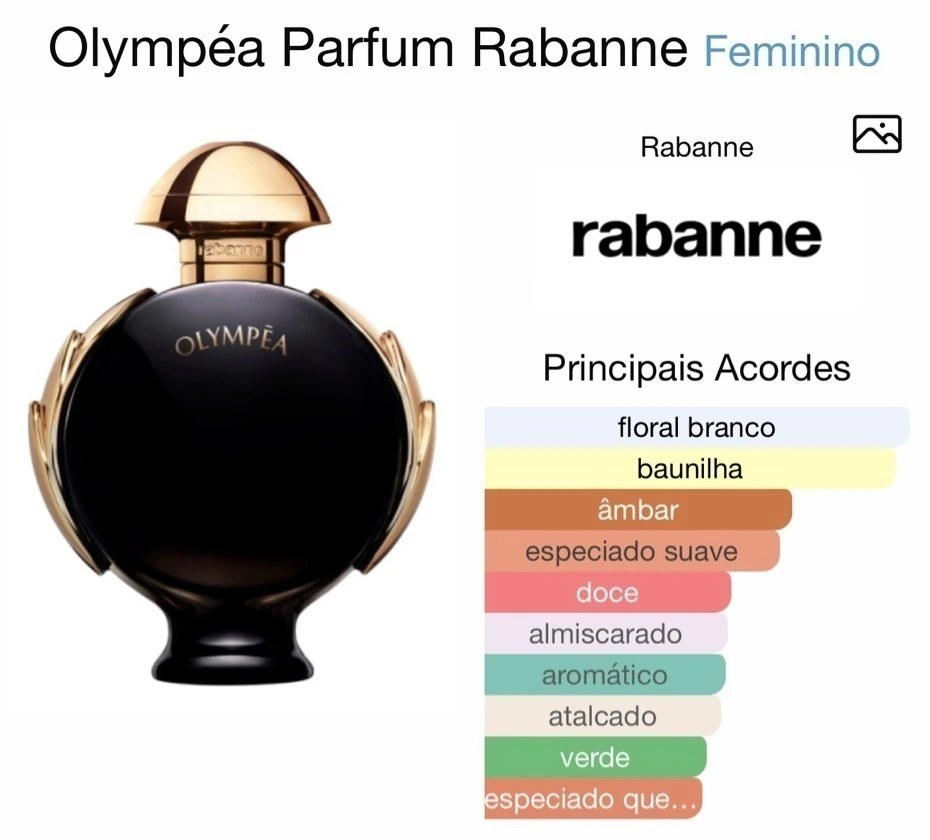 Olympéa Parfum Rabanne Feminino
Rabanne
rabanne
rabanne
OLYMPĒA
Principais Acordes
floral branco
baunilha
âmbar
especiado suave
doce
almiscarado
aromático
atalcado
verde
especiado que...